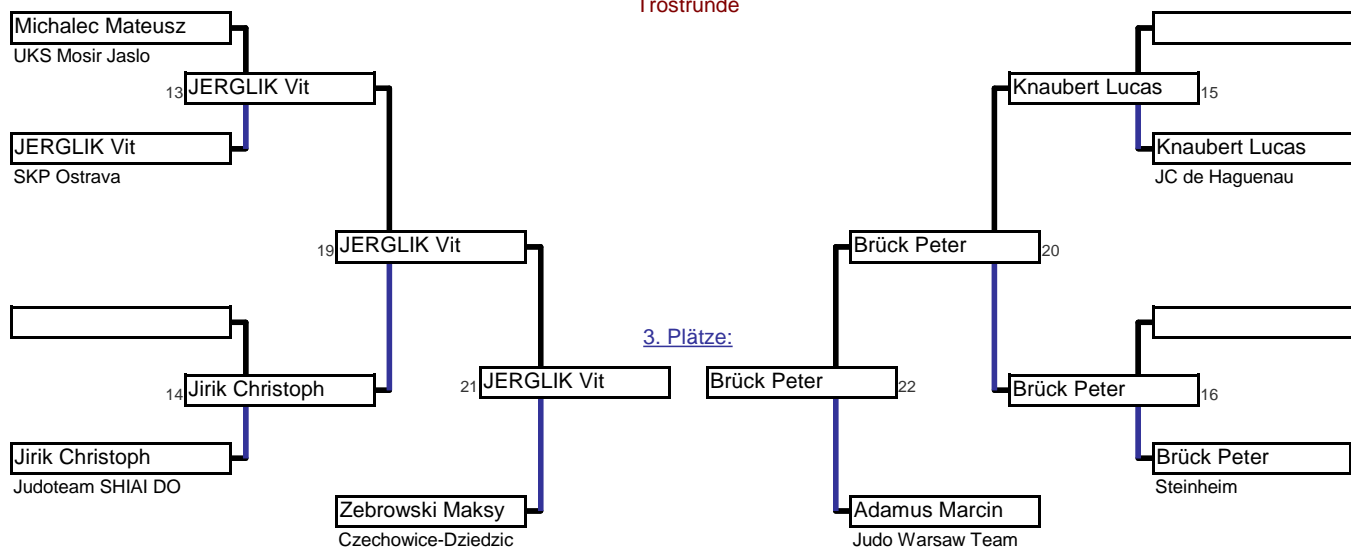 Trostrunde
Michalec Mateusz
UKS Mosir Jaslo
13 JERGLIK Vit
Knaubert Lucas 15
JERGLIK Vit
SKP Ostrava
Knaubert Lucas
JC de Haguenau
19 JERGLIK Vit
Brück Peter 20
3. Plätze:
14 Jirik Christoph
21 JERGLIK Vit
Brück Peter 22
Brück Peter 16
Jirik Christoph
Judoteam SHIAI DO
Brück Peter
Steinheim
Zebrowski Maksy
Czechowice-Dziedzic
Adamus Marcin
Judo Warsaw Team